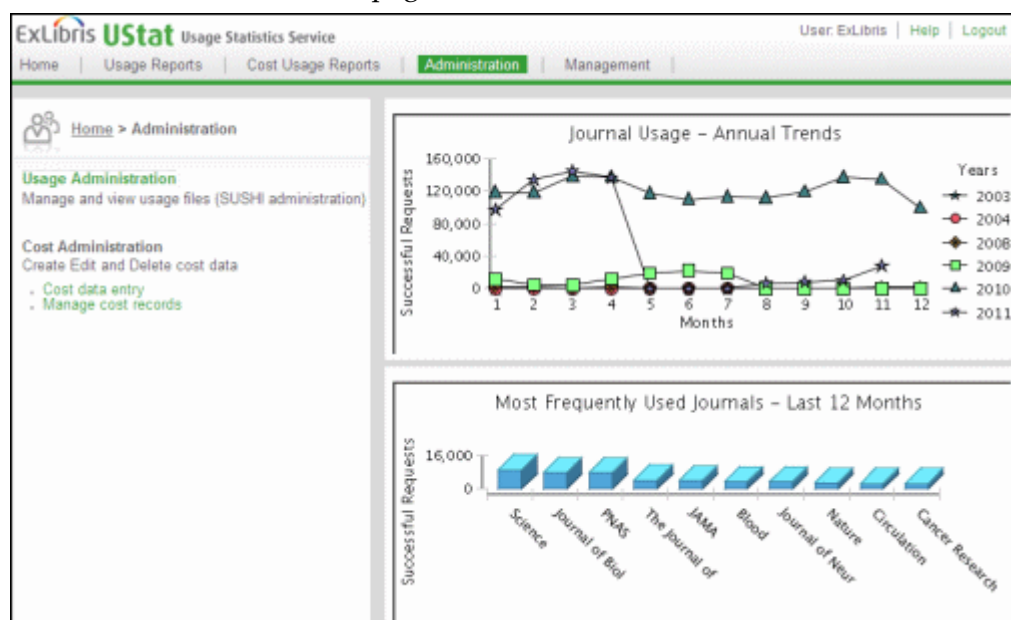 ExLibris UStat Usage Statistics Service
User: ExLibris | Help | Logout
Home | Usage Reports | Cost Usage Reports | Administration | Management |
Home > Administration
Usage Administration
Manage and view usage files (SUSHI administration)
Cost Administration
Create Edit and Delete cost data
Cost data entry
Manage cost records
Journal Usage – Annual Trends
Successful Requests
160,000
120,000
80,000
40,000
0
1 2 3 4 5 6 7 8 9 10 11 12
Months
Years
2003
2004
2008
2009
2010
2011
Most Frequently Used Journals – Last 12 Months
Successful Requests
16,000
0
Science
Journal of Biol
PNAS
The Journal of
JAMA
Blood
Journal of Neur
Nature
Circulation
Cancer Research